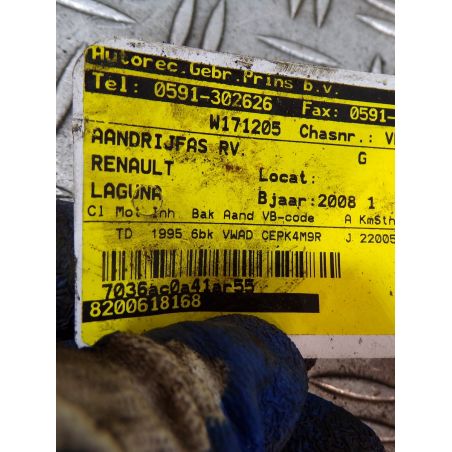 Autorec.Gebr.Prins b.v.
Tel: 0591-302626 Fax: 0591-
W171205 Chasnr.: V
AANDRIJFAS RV. G
RENAULT Locat:
LAGUNA Bjaar:2008 1
Cl Mot Inh Bak Aand VB-code A KmSth
TD 1995 6bk VWAD CEPK4M9R J 22005
7036ac0a41ar55
8200618168